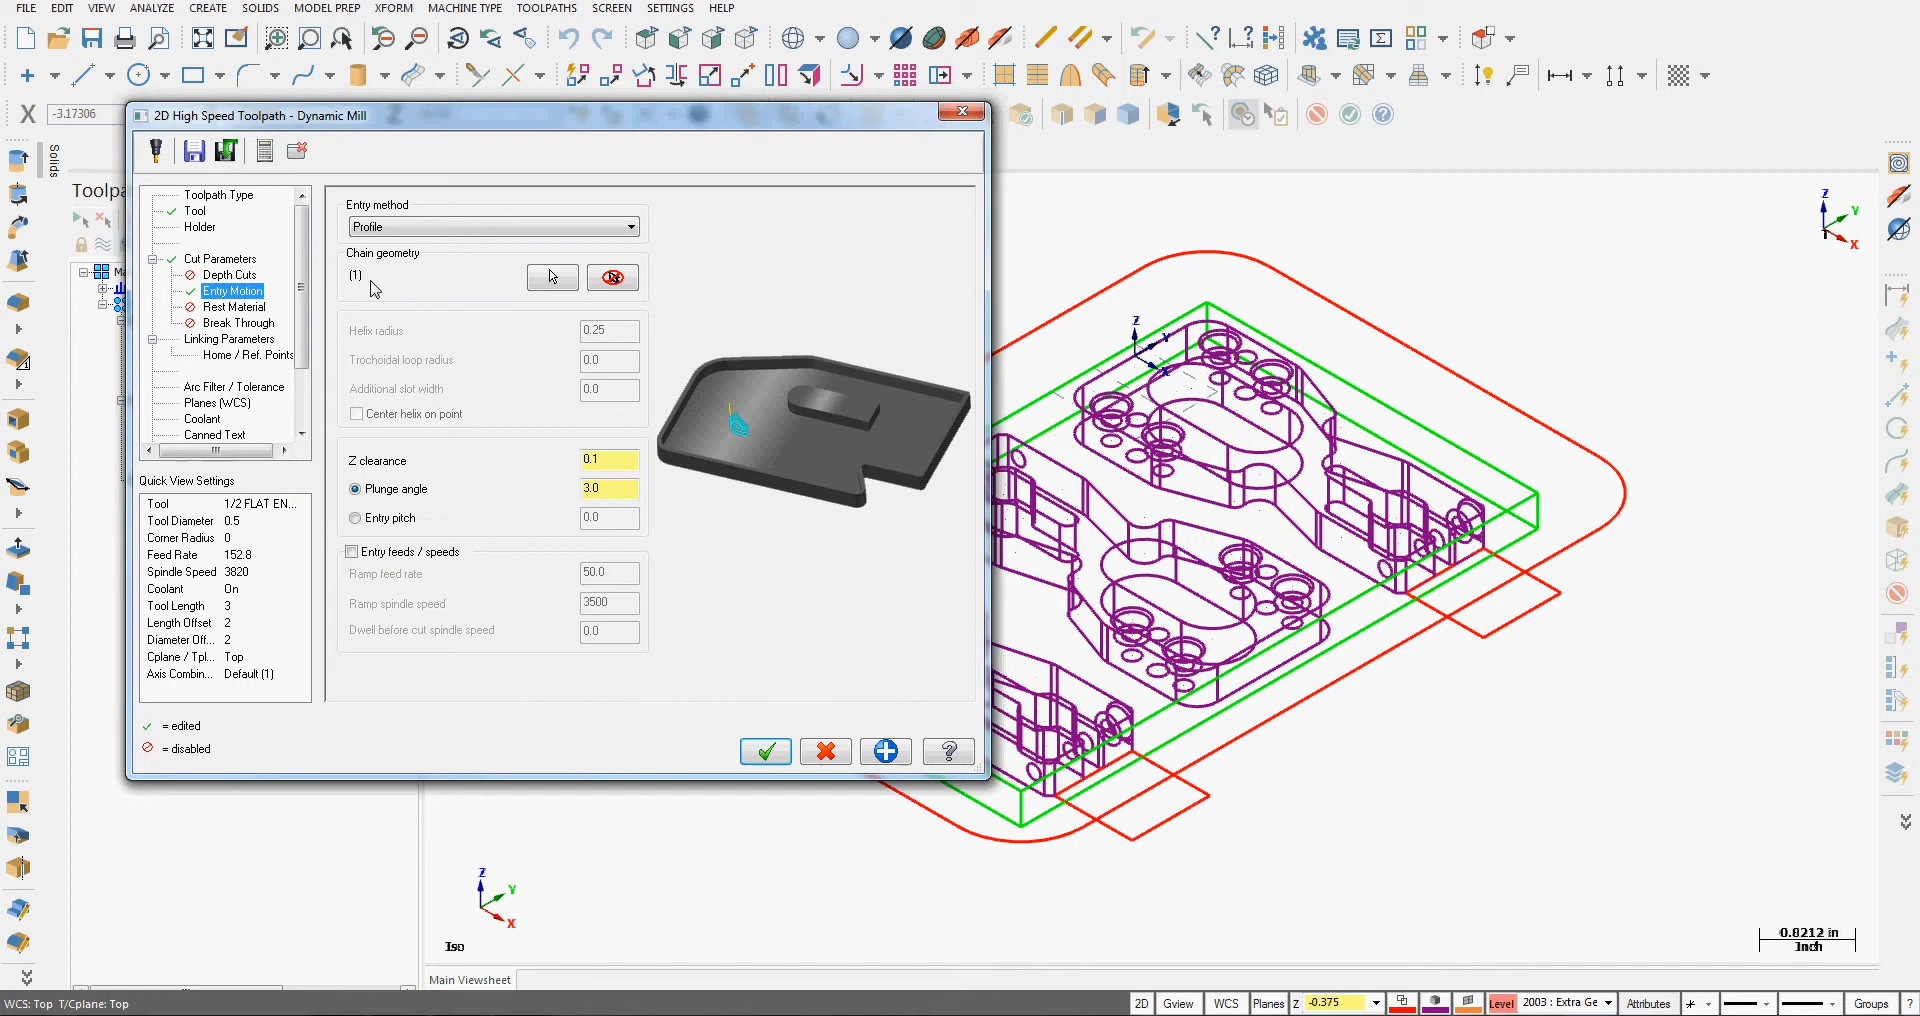 FILE EDIT VIEW ANALYZE CREATE SOLIDS MODEL PREP XFORM MACHINE TYPE TOOLPATHS SCREEN SETTINGS HELP
X -3.17306 Z
2D High Speed Toolpath - Dynamic Mill
Solids
Toolpa
Ma
Toolpath Type
Tool
Holder
Cut Parameters
Depth Cuts
Entry Motion
Rest Material
Break Through
Linking Parameters
Home / Ref. Points
Arc Filter / Tolerance
Planes (WCS)
Coolant
Canned Text
Quick View Settings
Tool 1/2 FLAT EN...
Tool Diameter 0.5
Corner Radius 0
Feed Rate 152.8
Spindle Speed 3820
Coolant On
Tool Length 3
Length Offset 2
Diameter Off... 2
Cplane / Tpl... Top
Axis Combin... Default (1)
= edited
= disabled
Entry method
Profile
Chain geometry
(1)
Helix radius 0.25
Trochoidal loop radius 0.0
Additional slot width 0.0
Center helix on point
Z clearance 0.1
Plunge angle 3.0
Entry pitch 0.0
Entry feeds / speeds
Ramp feed rate 50.0
Ramp spindle speed 3500
Dwell before cut spindle speed 0.0
Z
Y
X
Z
Y
X
Z
Y
X
Iso
0.8212 in
Inch
Main Viewsheet
WCS: Top T/Cplane: Top
2D Gview WCS Planes Z -0.375 Level 2003 : Extra Ge Attributes Groups ?